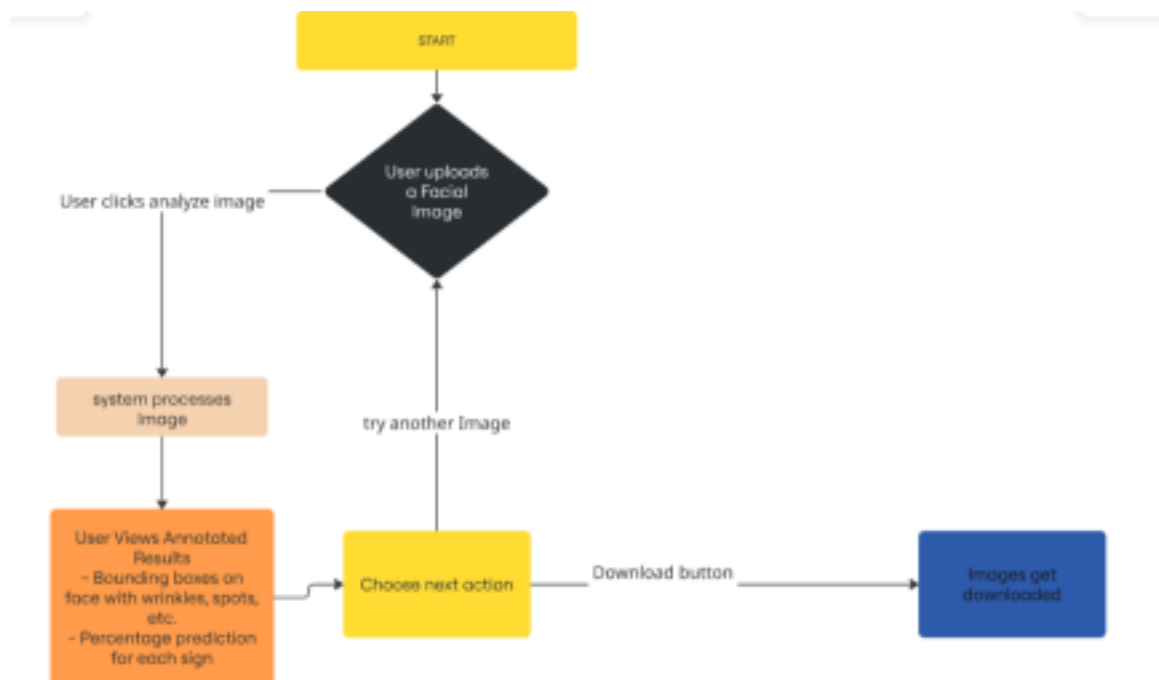 START
User uploads
a Facial
Image
User clicks analyze image
system processes
Image
try another Image
User Views Annotated
Results
- Bounding boxes on
face with wrinkles, spots,
etc.
- Percentage prediction
for each sign
Choose next action
Download button
Images get
downloaded